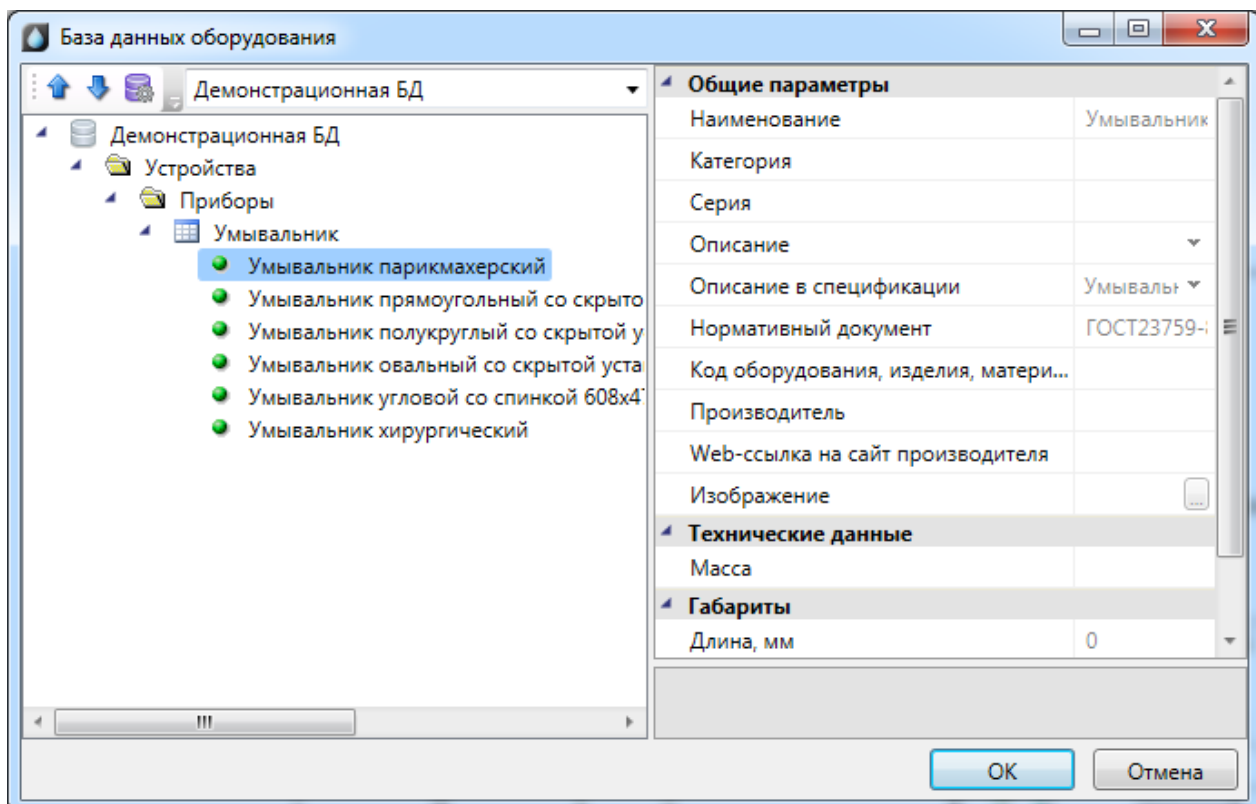 База данных оборудования
Демонстрационная БД
Демонстрационная БД
Устройства
Приборы
Умывальник
Умывальник парикмахерский
Умывальник прямоугольный со скрыто
Умывальник полукруглый со скрытой у
Умывальник овальный со скрытой уста
Умывальник угловой со спинкой 608х47
Умывальник хирургический
Общие параметры
Наименование Умывальник
Категория
Серия
Описание
Описание в спецификации Умывальн
Нормативный документ ГОСТ23759-
Код оборудования, изделия, матери...
Производитель
Web-ссылка на сайт производителя
Изображение ...
Технические данные
Масса
Габариты
Длина, мм 0
ОК Отмена